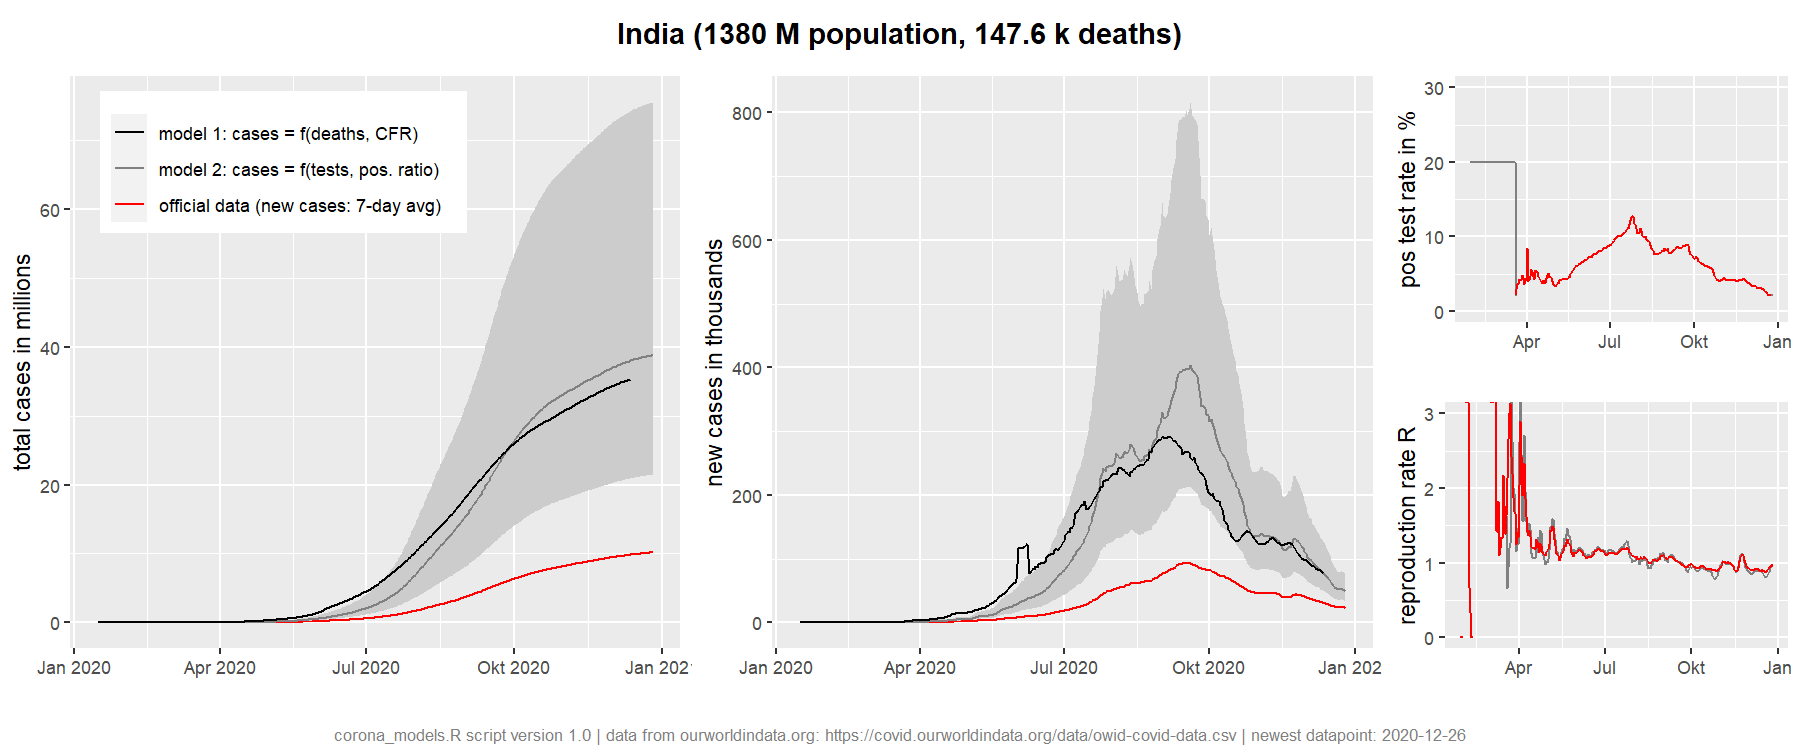 India (1380 M population, 147.6 k deaths)
total cases in millions
60
40
20
0
model 1: cases = f(deaths, CFR)
model 2: cases = f(tests, pos. ratio)
official data (new cases: 7-day avg)
Jan 2020
Apr 2020
Jul 2020
Okt 2020
Jan 202
new cases in thousands
800
600
400
200
0
Jan 2020
Apr 2020
Jul 2020
Okt 2020
Jan 202
pos test rate in %
30
20
10
0
Apr
Jul
Okt
Jan
reproduction rate R
3
2
1
0
Apr
Jul
Okt
Jan
corona_models.R script version 1.0 | data from ourworldindata.org: https://covid.ourworldindata.org/data/owid-covid-data.csv | newest datapoint: 2020-12-26